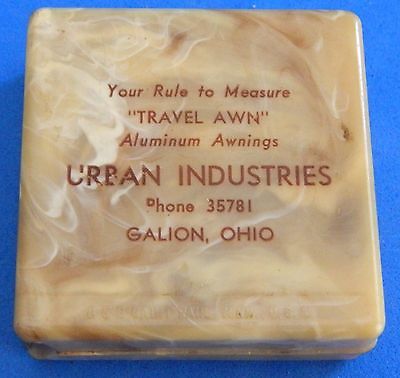 Your Rule to Measure
"TRAVEL AWN"
Aluminum Awnings
URBAN INDUSTRIES
Phone 35781
GALION, OHIO